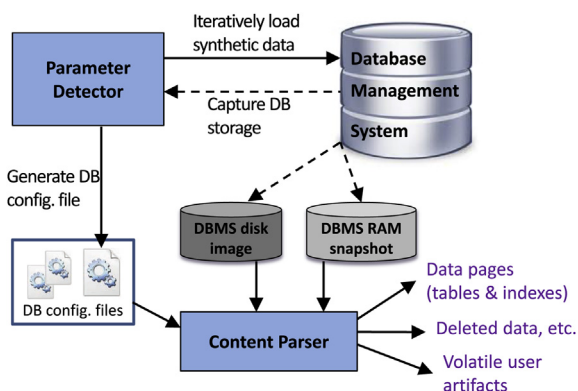 Iteratively load
synthetic data
Parameter
Detector
Database
Management
System
Capture DB
storage
Generate DB
config. file
DBMS disk
image
DBMS RAM
snapshot
DB config. files
Content Parser
Data pages
(tables & indexes)
Deleted data, etc.
Volatile user
artifacts